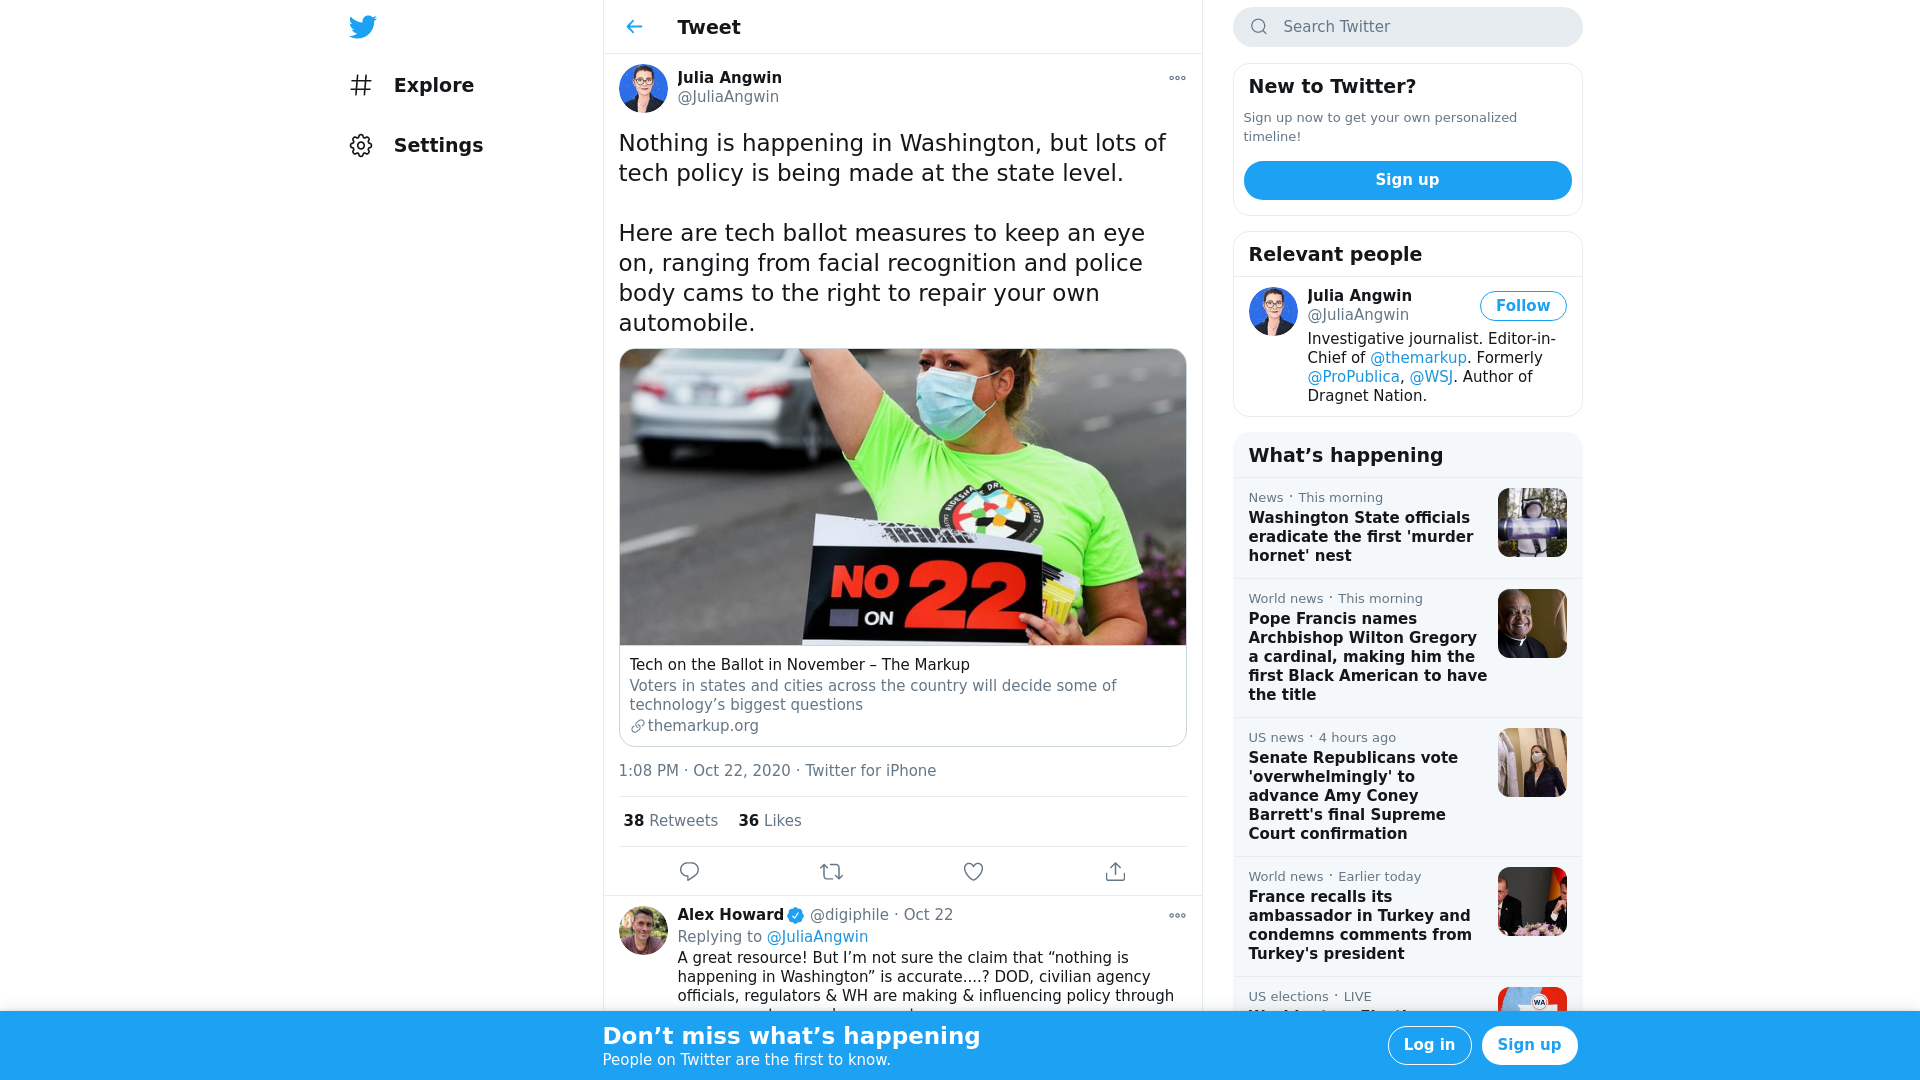 Explore
Settings
Tweet
Julia Angwin
@JuliaAngwin
Nothing is happening in Washington, but lots of
tech policy is being made at the state level.
Here are tech ballot measures to keep an eye
on, ranging from facial recognition and police
body cams to the right to repair your own
automobile.
NO
ON
22
Tech on the Ballot in November – The Markup
Voters in states and cities across the country will decide some of
technology’s biggest questions
themarkup.org
1:08 PM · Oct 22, 2020 · Twitter for iPhone
38 Retweets 36 Likes
Alex Howard @digiphile · Oct 22
Replying to @JuliaAngwin
A great resource! But I’m not sure the claim that “nothing is
happening in Washington” is accurate....? DOD, civilian agency
officials, regulators & WH are making & influencing policy through
Search Twitter
New to Twitter?
Sign up now to get your own personalized
timeline!
Sign up
Relevant people
Julia Angwin
@JuliaAngwin
Follow
Investigative journalist. Editor-in-
Chief of @themarkup. Formerly
@ProPublica, @WSJ. Author of
Dragnet Nation.
What’s happening
News · This morning
Washington State officials
eradicate the first 'murder
hornet' nest
World news · This morning
Pope Francis names
Archbishop Wilton Gregory
a cardinal, making him the
first Black American to have
the title
US news · 4 hours ago
Senate Republicans vote
'overwhelmingly' to
advance Amy Coney
Barrett's final Supreme
Court confirmation
World news · Earlier today
France recalls its
ambassador in Turkey and
condemns comments from
Turkey's president
US elections · LIVE
WA
Don’t miss what’s happening
People on Twitter are the first to know.
Log in
Sign up